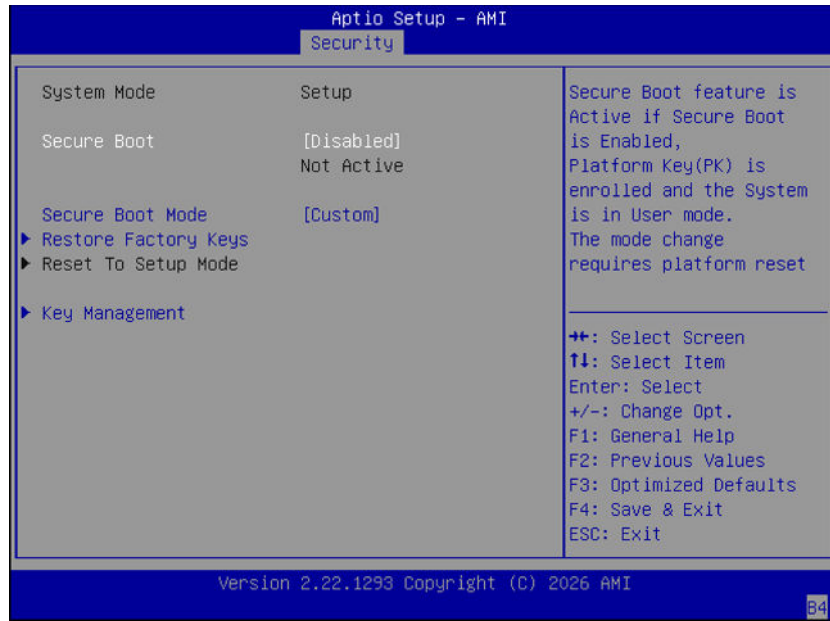 Aptio Setup - AMI
Security
System Mode Setup
Secure Boot [Disabled]
Not Active
Secure Boot Mode [Custom]
Restore Factory Keys
Reset To Setup Mode
Key Management
Secure Boot feature is
Active if Secure Boot
is Enabled,
Platform Key(PK) is
enrolled and the System
is in User mode.
The mode change
requires platform reset
→←: Select Screen
↑↓: Select Item
Enter: Select
+/-: Change Opt.
F1: General Help
F2: Previous Values
F3: Optimized Defaults
F4: Save & Exit
ESC: Exit
Version 2.22.1293 Copyright (C) 2026 AMI
B4